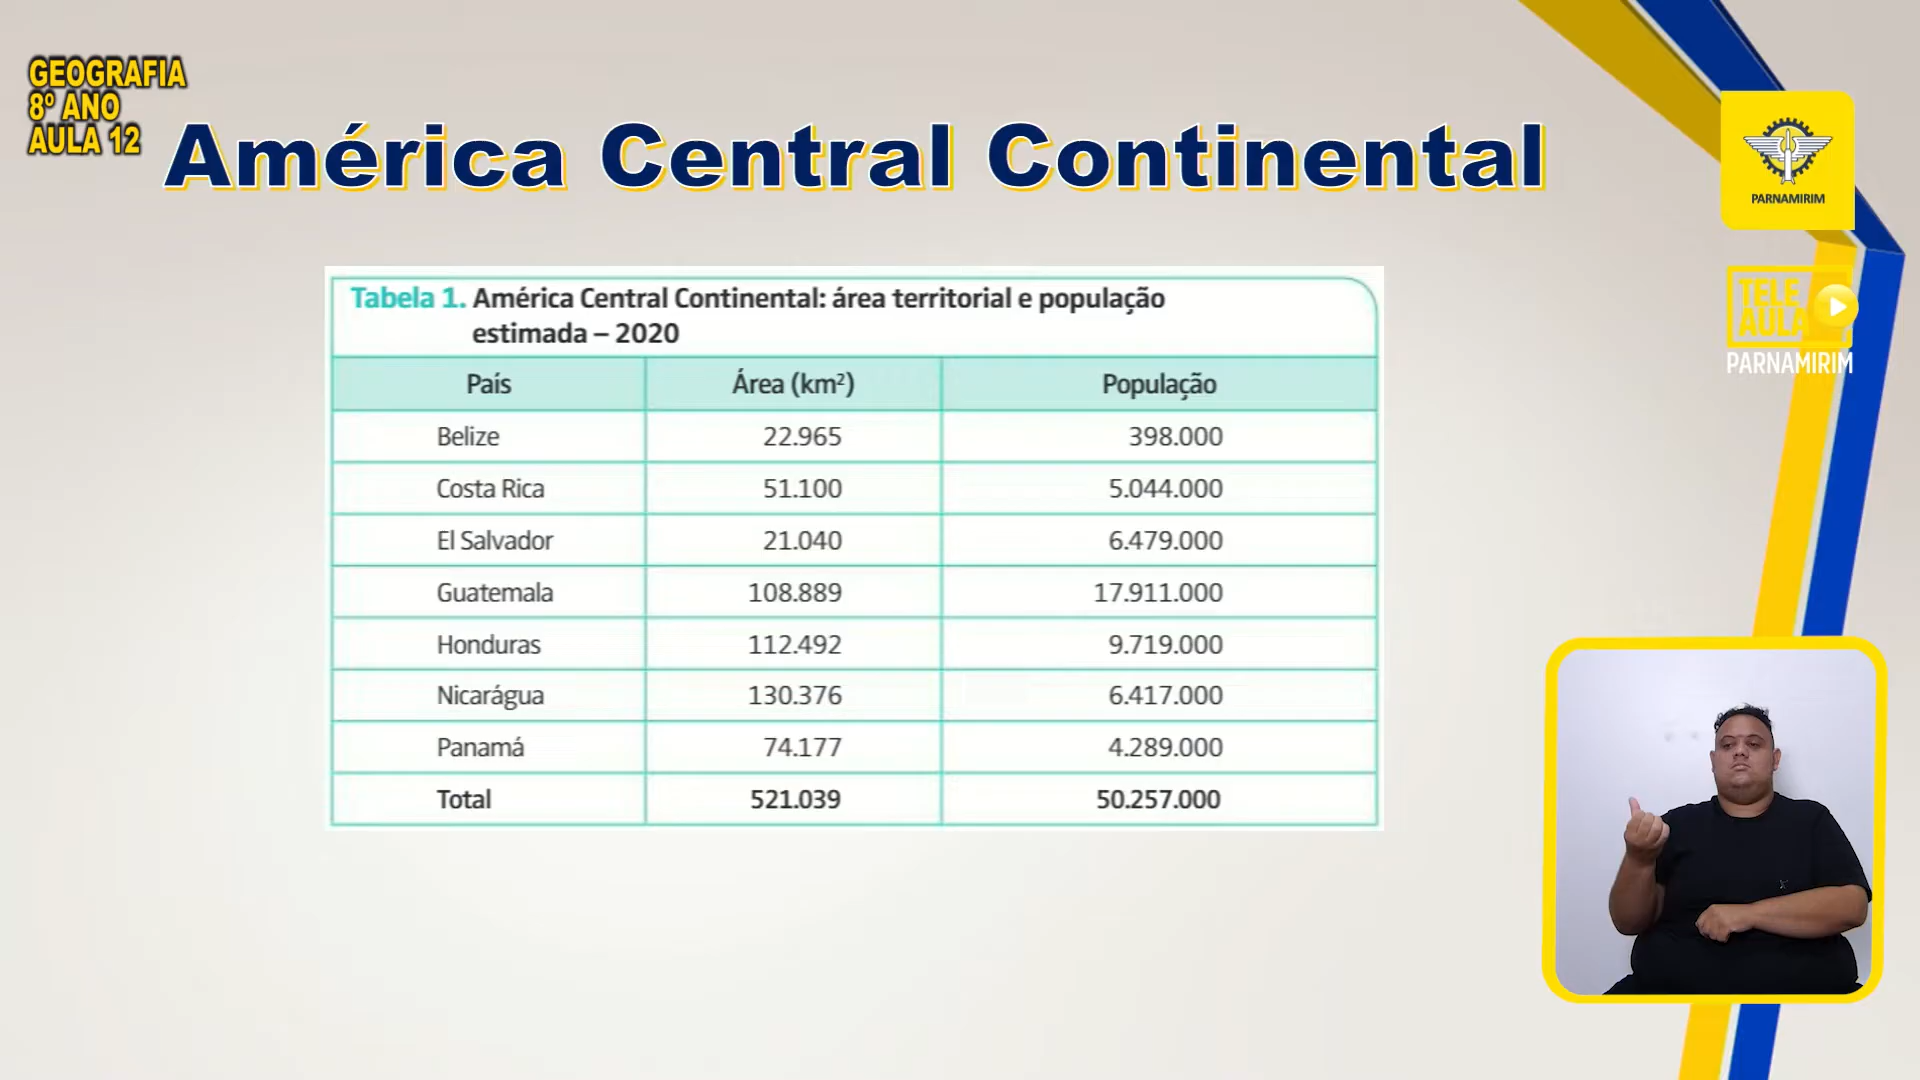 GEOGRAFIA
8º ANO
AULA 12
América Central Continental
PARNAMIRIM
TELE
AULA
PARNAMIRIM
Tabela 1. América Central Continental: área territorial e população
estimada – 2020
País Área (km²) População
Belize 22.965 398.000
Costa Rica 51.100 5.044.000
El Salvador 21.040 6.479.000
Guatemala 108.889 17.911.000
Honduras 112.492 9.719.000
Nicarágua 130.376 6.417.000
Panamá 74.177 4.289.000
Total 521.039 50.257.000